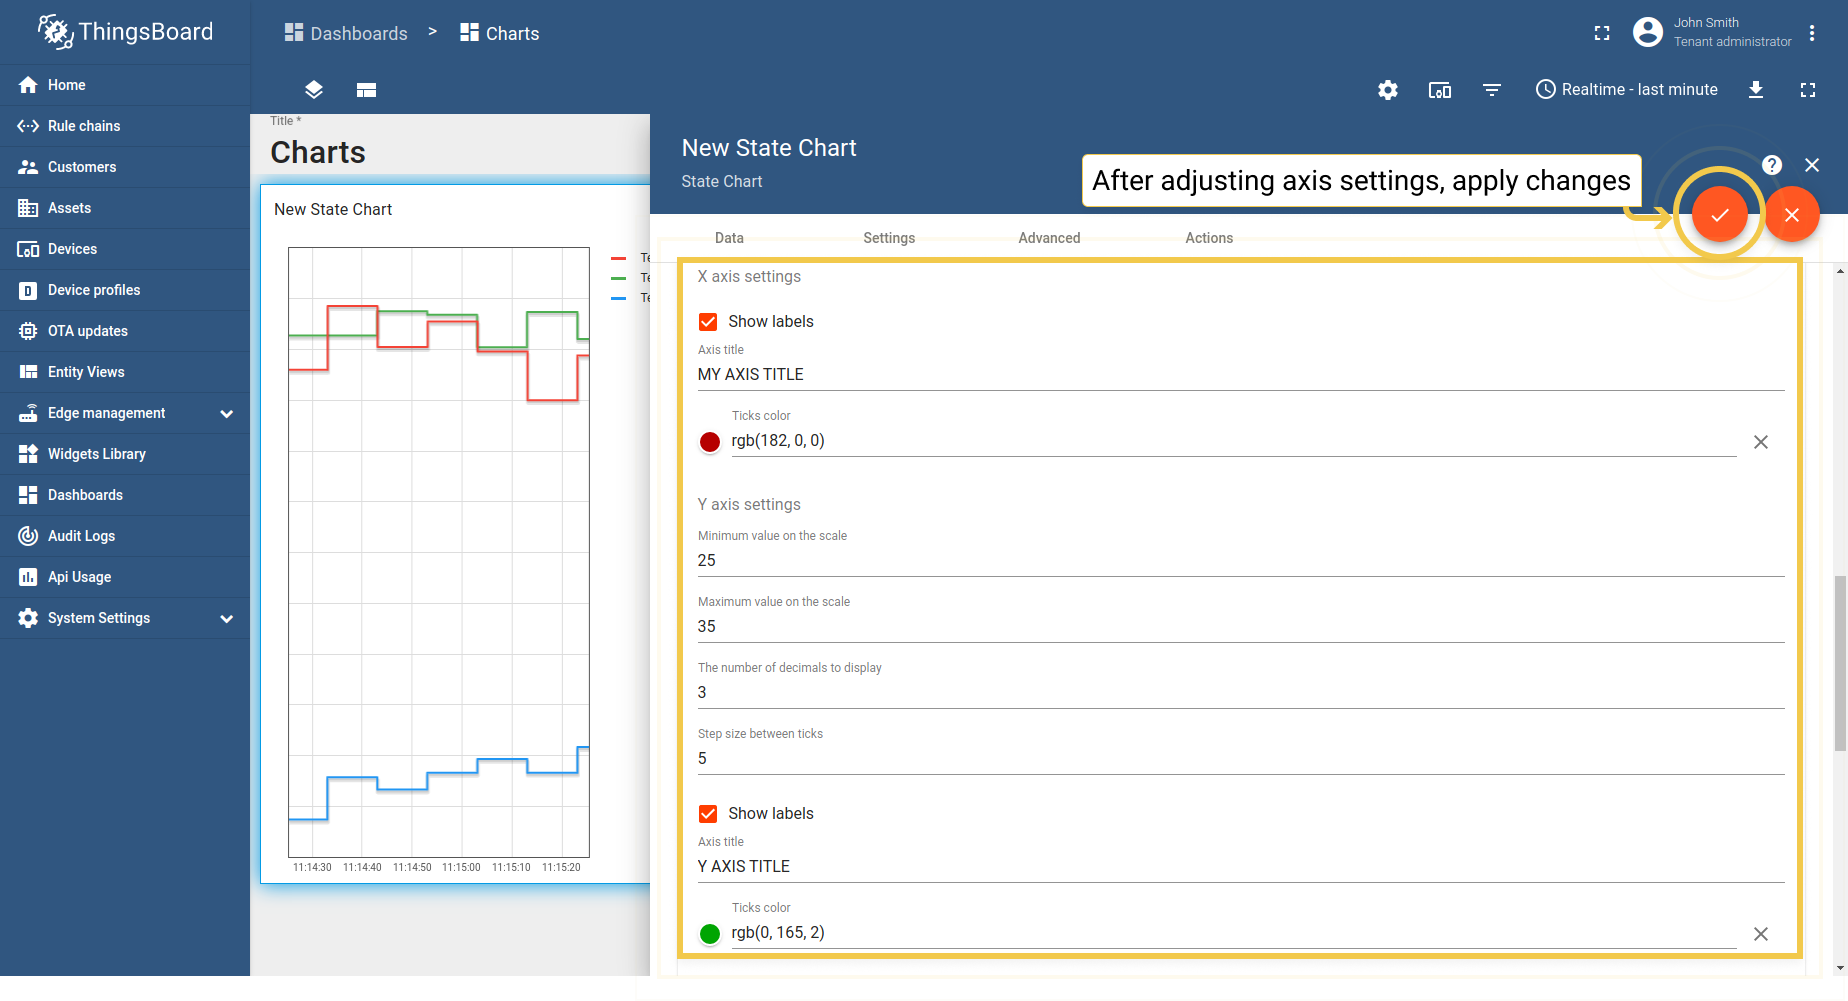 ThingsBoard
Dashboards > Charts
John Smith
Tenant administrator
Home
Rule chains
Customers
Assets
Devices
Device profiles
OTA updates
Entity Views
Edge management
Widgets Library
Dashboards
Audit Logs
Api Usage
System Settings
Realtime - last minute
Title *
Charts
New State Chart
Te
Te
Te
11:14:30 11:14:40 11:14:50 11:15:00 11:15:10 11:15:20
New State Chart
State Chart
After adjusting axis settings, apply changes
Data Settings Advanced Actions
X axis settings
Show labels
Axis title
MY AXIS TITLE
Ticks color
rgb(182, 0, 0)
Y axis settings
Minimum value on the scale
25
Maximum value on the scale
35
The number of decimals to display
3
Step size between ticks
5
Show labels
Axis title
Y AXIS TITLE
Ticks color
rgb(0, 165, 2)